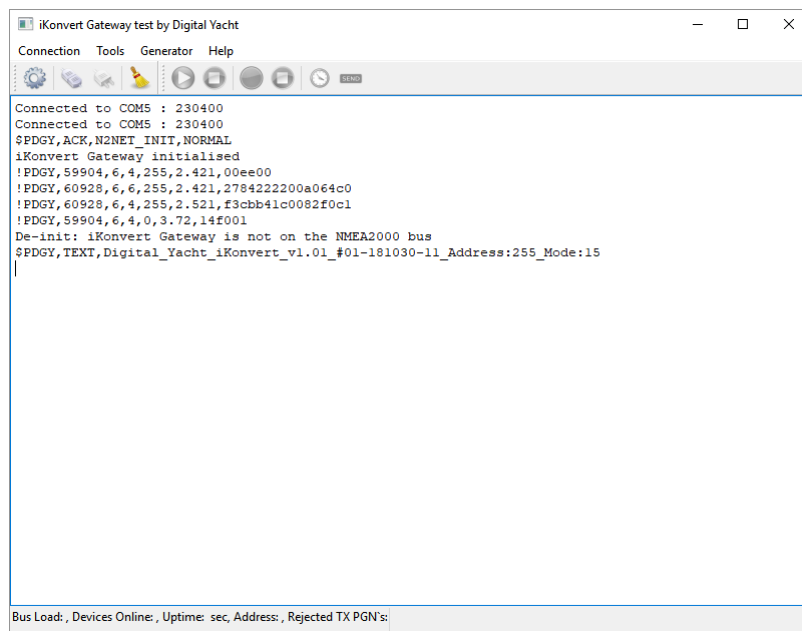 iKonvert Gateway test by Digital Yacht
Connection Tools Generator Help
SEND
Connected to COM5 : 230400
Connected to COM5 : 230400
$PDGY,ACK,N2NET_INIT,NORMAL
iKonvert Gateway initialised
!PDGY,59904,6,4,255,2.421,00ee00
!PDGY,60928,6,6,255,2.421,2784222200a064c0
!PDGY,60928,6,4,255,2.521,f3cbb41c0082f0c1
!PDGY,59904,6,4,0,3.72,14f001
De-init: iKonvert Gateway is not on the NMEA2000 bus
$PDGY,TEXT,Digital_Yacht_iKonvert_v1.01_#01-181030-11_Address:255_Mode:15
Bus Load: , Devices Online: , Uptime: sec, Address: , Rejected TX PGN`s: